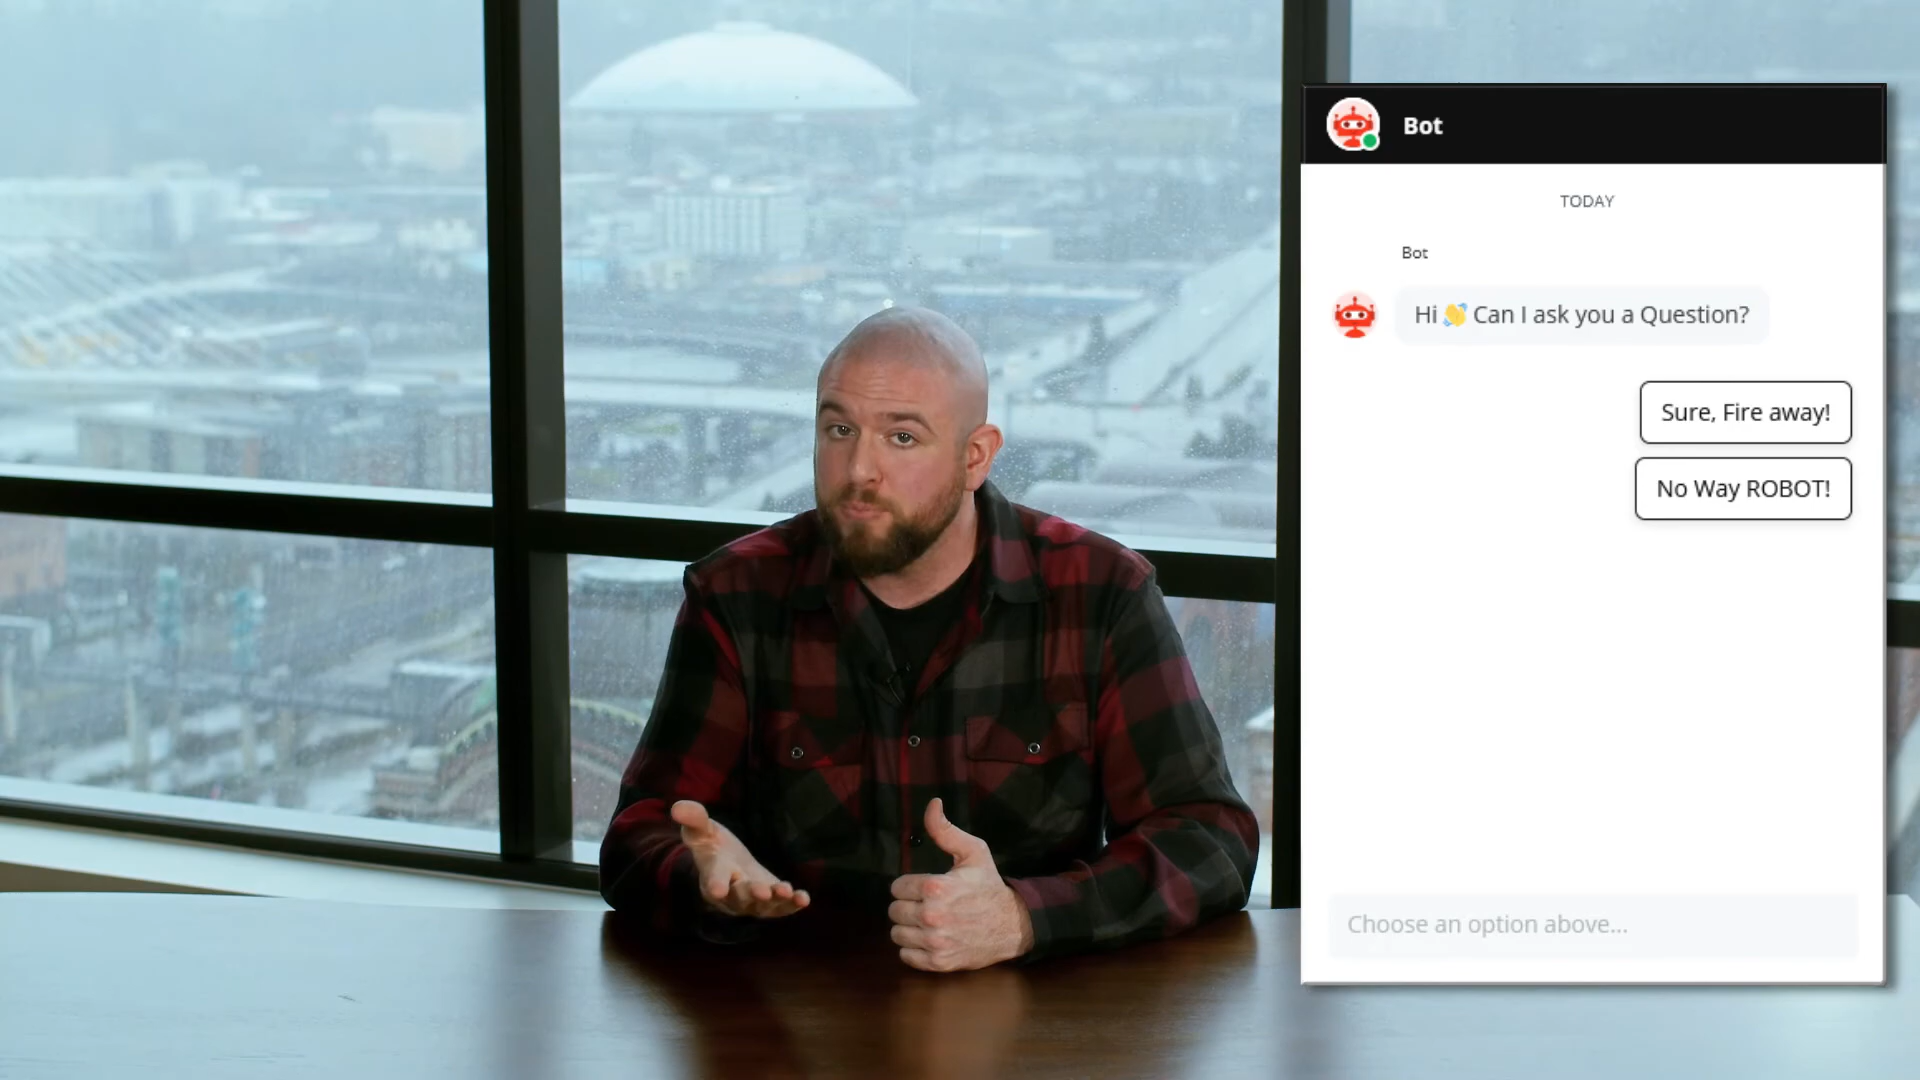 Bot
TODAY
Bot
Hi 👋 Can I ask you a Question?
Sure, Fire away!
No Way ROBOT!
Choose an option above...